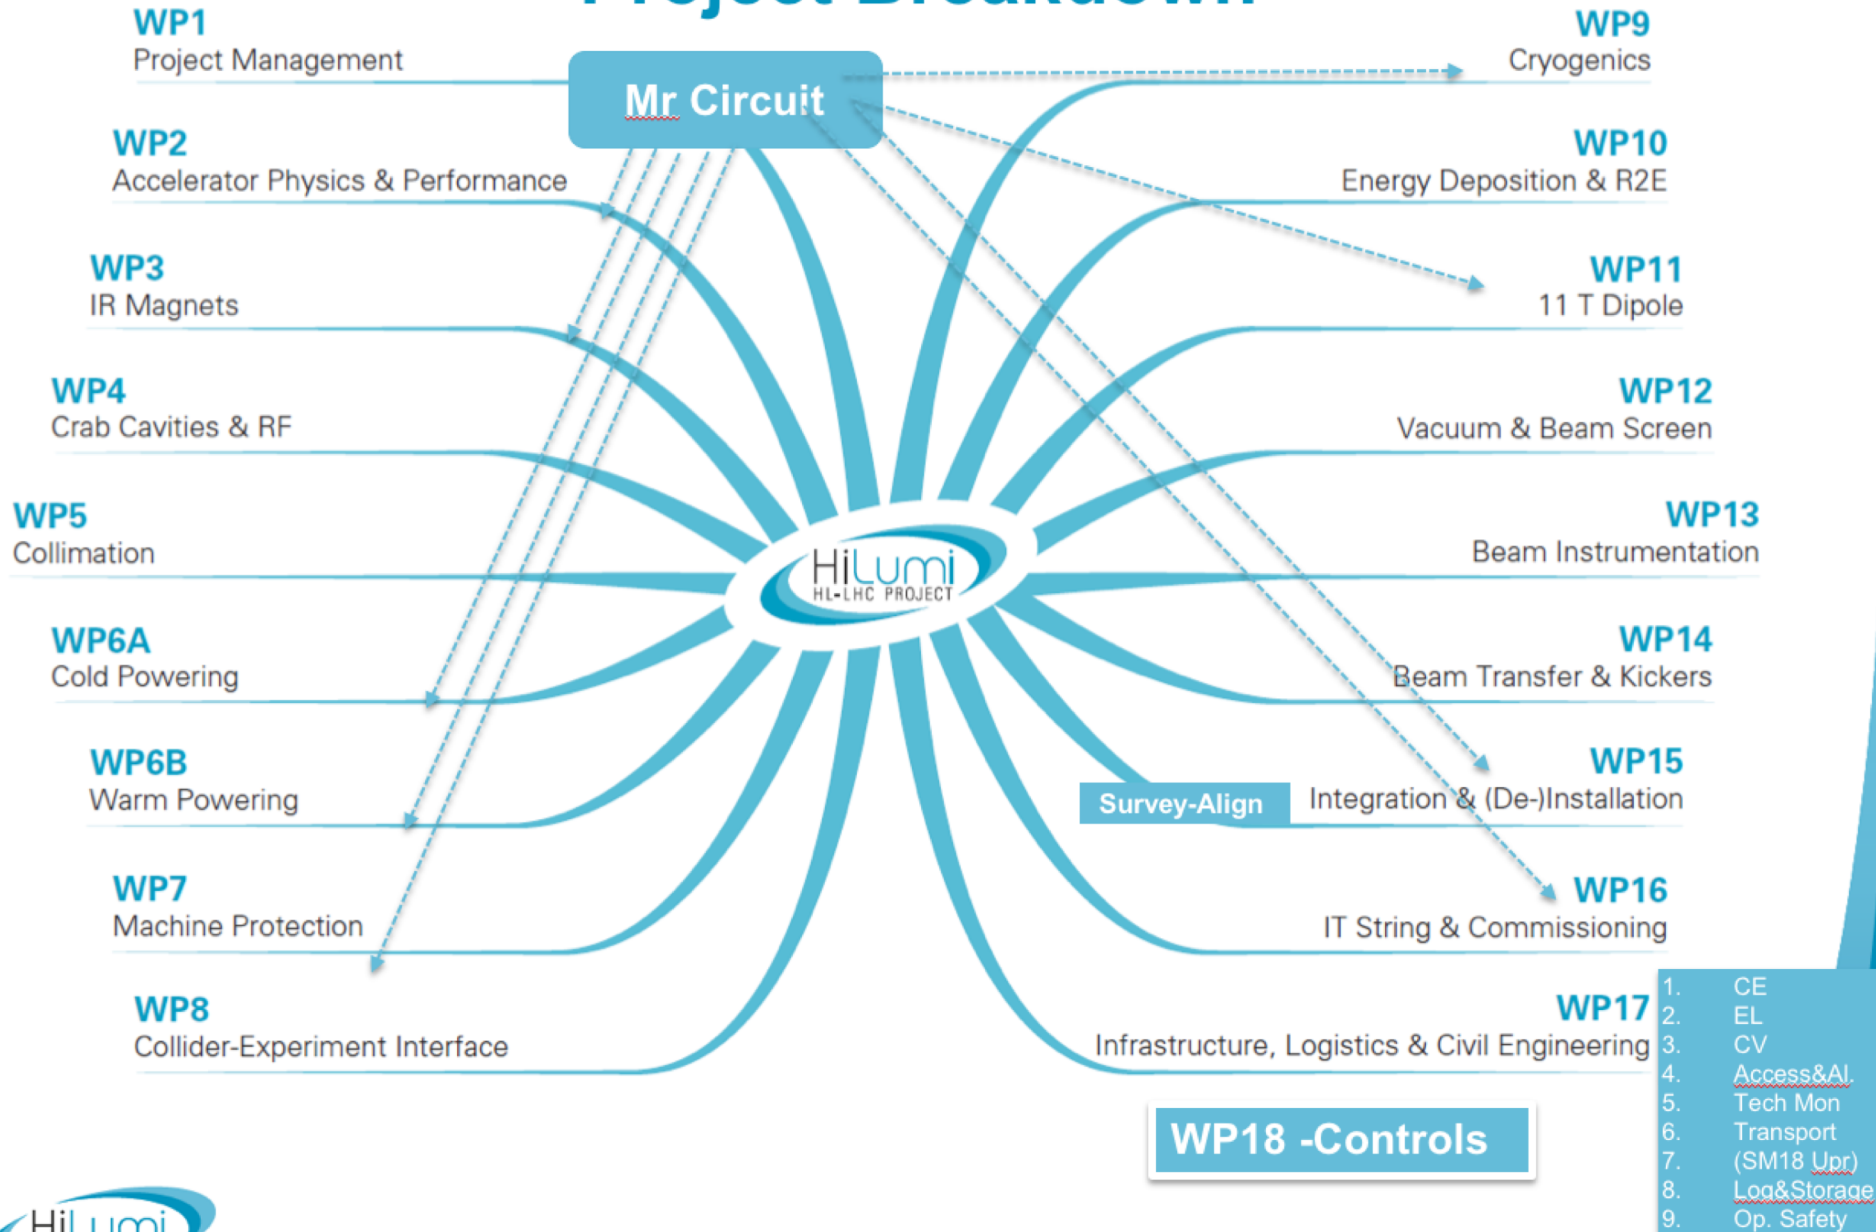 Project Breakdown
WP1
Project Management
WP2
Accelerator Physics & Performance
WP3
IR Magnets
WP4
Crab Cavities & RF
WP5
Collimation
WP6A
Cold Powering
WP6B
Warm Powering
WP7
Machine Protection
WP8
Collider-Experiment Interface
Mr Circuit
HiLumi
HL-LHC PROJECT
WP9
Cryogenics
WP10
Energy Deposition & R2E
WP11
11 T Dipole
WP12
Vacuum & Beam Screen
WP13
Beam Instrumentation
WP14
Beam Transfer & Kickers
WP15
Survey-Align
Integration & (De-)Installation
WP16
IT String & Commissioning
WP17
Infrastructure, Logistics & Civil Engineering
WP18 -Controls
1. CE
2. EL
3. CV
4. Access&Al.
5. Tech Mon
6. Transport
7. (SM18 Upr)
8. Log&Storage
9. Op. Safety
HiLumi